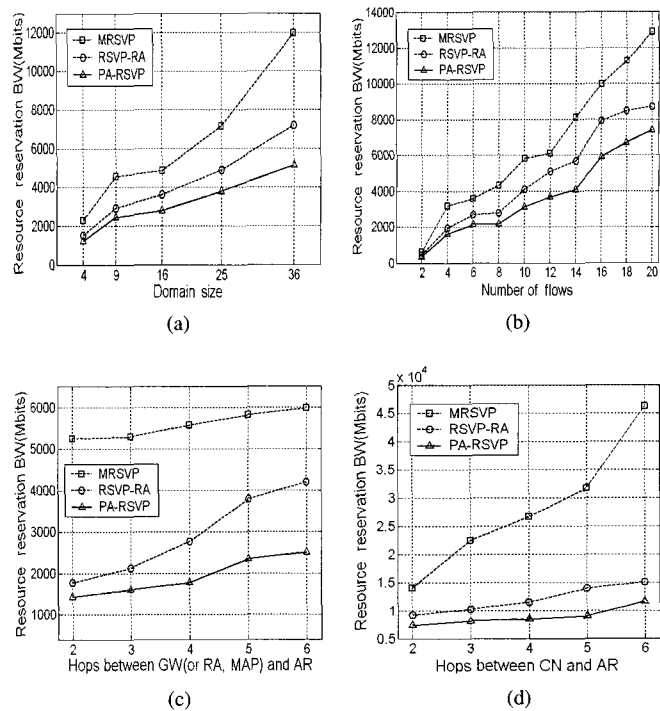 Resource reservation BW(Mbits)
12000
10000
8000
6000
4000
2000
0
MRSVP
RSVP-RA
PA-RSVP
4 9 16 25 36
Domain size
(a)
Resource reservation BW(Mbits)
14000
12000
10000
8000
6000
4000
2000
0
MRSVP
RSVP-RA
PA-RSVP
2 4 6 8 10 12 14 16 18 20
Number of flows
(b)
Resource reservation BW(Mbits)
6000
5000
4000
3000
2000
1000
MRSVP
RSVP-RA
PA-RSVP
2 3 4 5 6
Hops between GW(or RA, MAP) and AR
(c)
Resource reservation BW(Mbits)
x 10^4
5
4.5
4
3.5
3
2.5
2
1.5
1
0.5
MRSVP
RSVP-RA
PA-RSVP
2 3 4 5 6
Hops between CN and AR
(d)